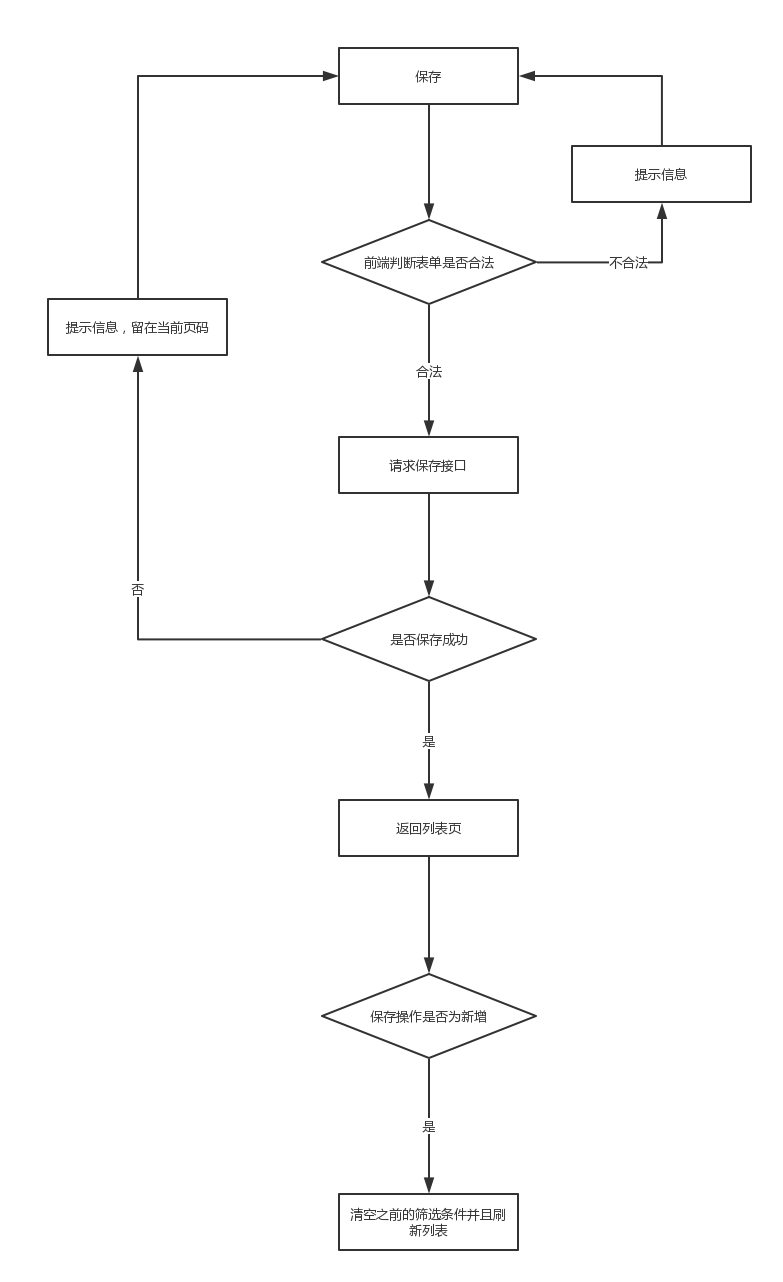 保存
提示信息
前端判断表单是否合法
不合法
提示信息，留在当前页码
合法
请求保存接口
否
是否保存成功
是
返回列表页
保存操作是否为新增
是
清空之前的筛选条件并且刷
新列表